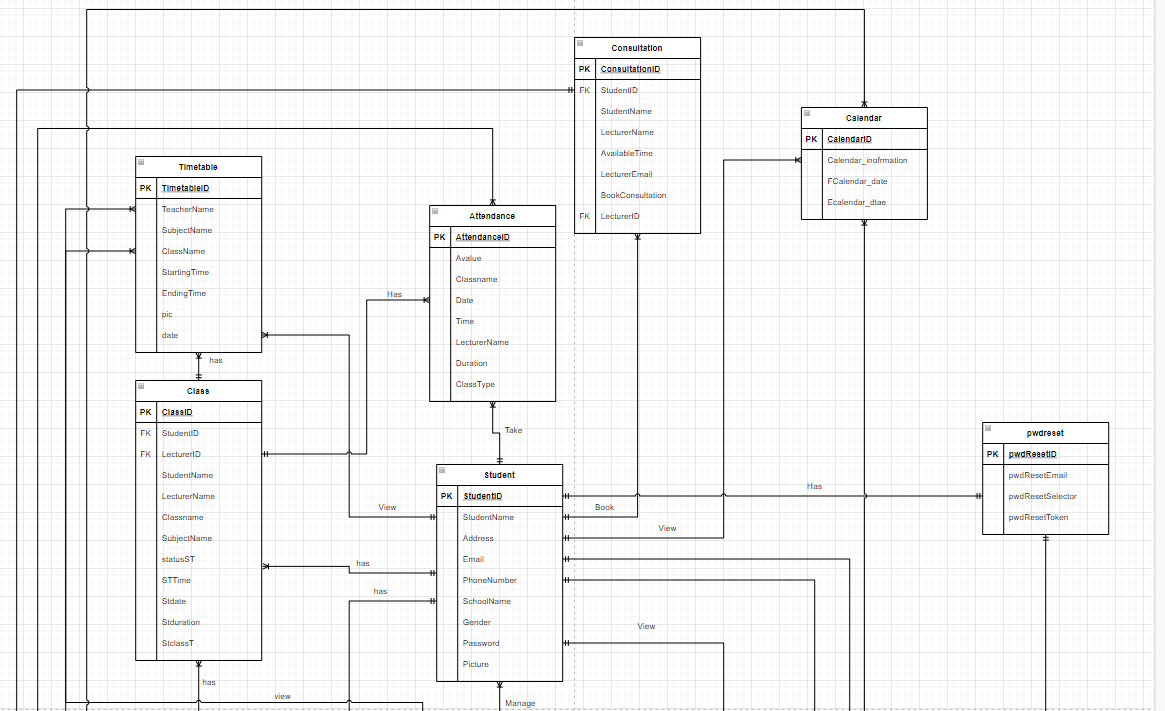 Consultation
PK ConsultationID
FK StudentID
StudentName
LecturerName
AvailableTime
LecturerEmail
BookConsultation
FK LecturerID
Calendar
PK CalendarID
Calendar_inofrmation
FCalendar_date
Ecalendar_dtae
Timetable
PK TimetableID
TeacherName
SubjectName
ClassName
StartingTime
EndingTime
pic
date
has
Attendance
PK AttendanceID
Avalue
Classname
Date
Time
LecturerName
Duration
ClassType
Has
Take
Class
PK ClassID
FK StudentID
FK LecturerID
StudentName
LecturerName
Classname
SubjectName
statusST
STTime
Stdate
Stduration
StclassT
has
view
View
has
has
Student
PK StudentID
StudentName
Address
Email
PhoneNumber
SchoolName
Gender
Password
Picture
Manage
Has
Book
View
View
pwdreset
PK pwdResetID
pwdResetEmail
pwdResetSelector
pwdResetToken